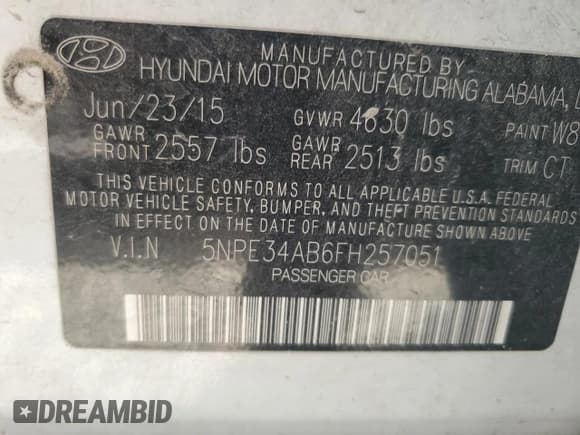 MANUFACTURED BY
HYUNDAI MOTOR MANUFACTURING ALABAMA,
Jun/23/15 GVWR 4630 lbs PAINT W8
GAWR FRONT 2557 lbs GAWR REAR 2513 lbs TRIM CT
THIS VEHICLE CONFORMS TO ALL APPLICABLE U.S.A. FEDERAL
MOTOR VEHICLE SAFETY, BUMPER, AND THEFT PREVENTION STANDARDS
IN EFFECT ON THE DATE OF MANUFACTURE SHOWN ABOVE.
V.I.N 5NPE34AB6FH257051
PASSENGER CAR
DREAMBID